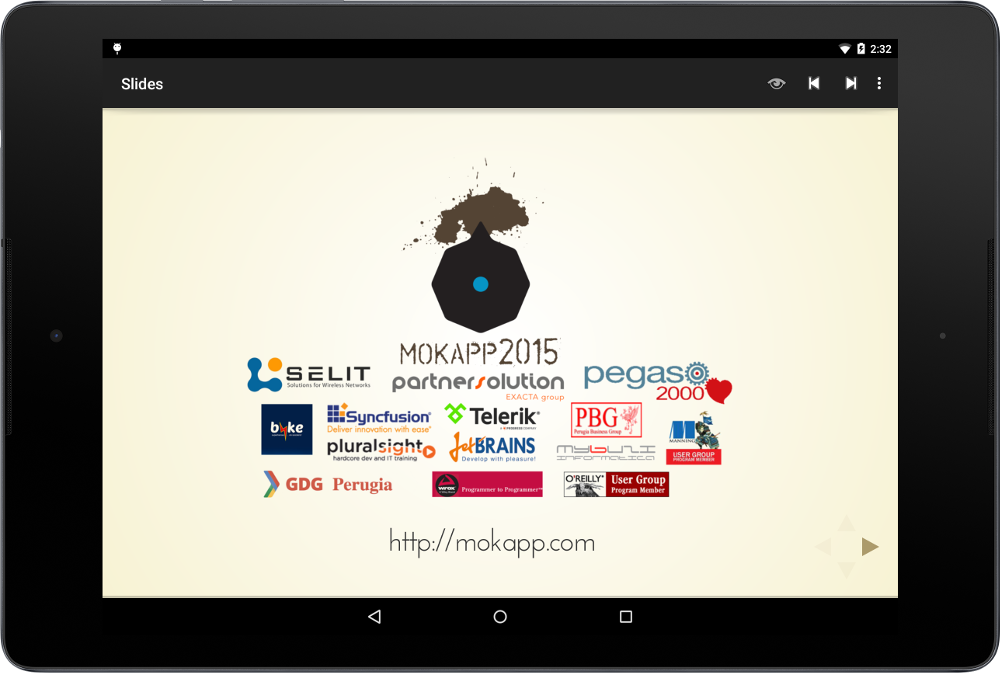 2:32
Slides
MOKAPP2015
SELIT
Solutions for Wireless Networks
partnersolution
EXACTA group
pegaso
2000
byke
Syncfusion
Deliver innovation with ease
Telerik
PBG
Perugia Business Group
MANNING
USER GROUP
PROGRAM MEMBER
pluralsight
hardcore dev and IT training
JetBRAINS
Develop with pleasure!
mybuni
informatica
GDG Perugia
wrox
Programmer to Programmer™
O'REILLY®
User Group
Program Member
http://mokapp.com